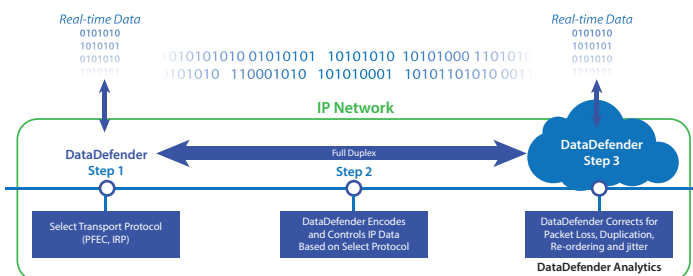 Real-time Data
0101010
1010101
0101010
1010101
1010101010 01010101 10101010 10101000 1101010
0101010 110001010 10101001 10101101010 001
Real-time Data
0101010
1010101
0101010
1010101
IP Network
DataDefender
Step 1
Full Duplex
Step 2
DataDefender
Step 3
Select Transport Protocol
(PFEC, IRP)
DataDefender Encodes
and Controls IP Data
Based on Select Protocol
DataDefender Corrects for
Packet Loss, Duplication,
Re-ordering and jitter
DataDefender Analytics